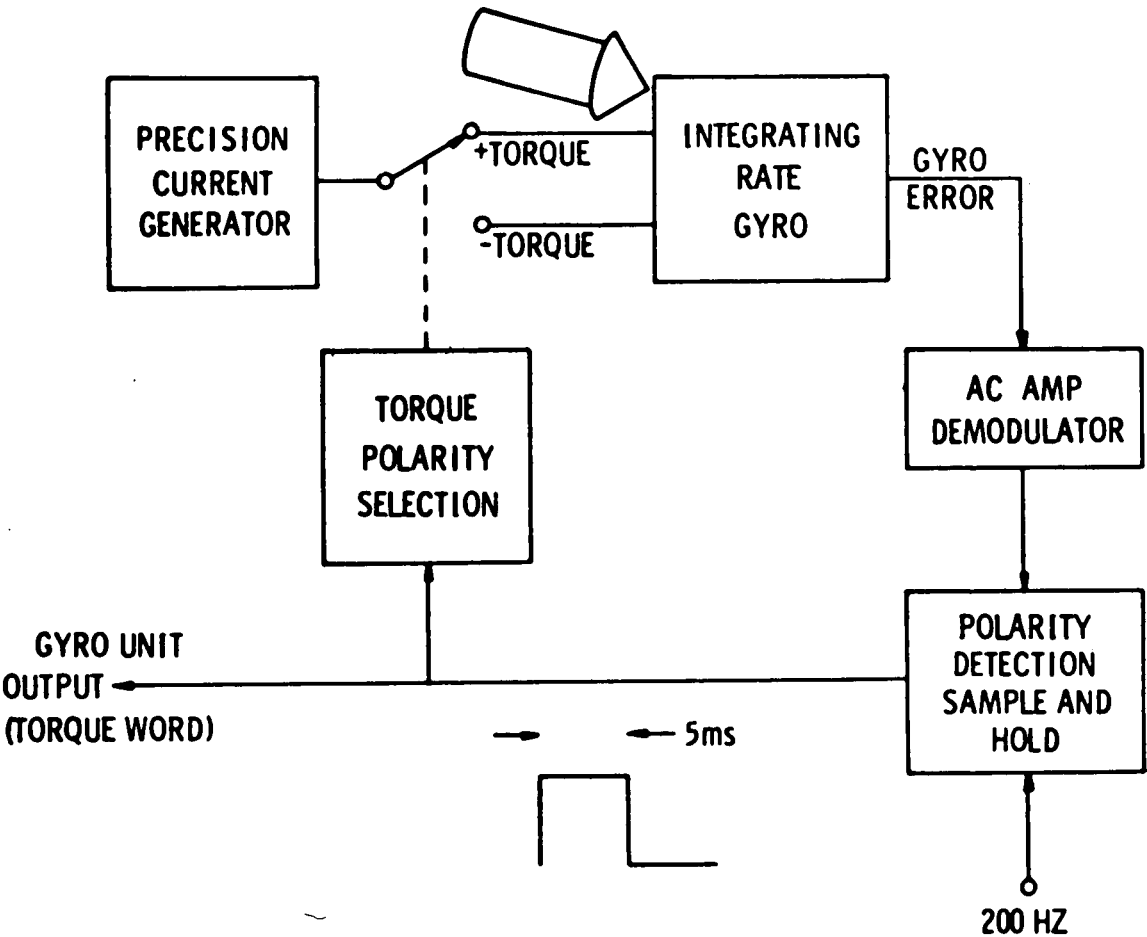 PRECISION
CURRENT
GENERATOR
+TORQUE
-TORQUE
INTEGRATING
RATE
GYRO
GYRO
ERROR
TORQUE
POLARITY
SELECTION
AC AMP
DEMODULATOR
GYRO UNIT
OUTPUT
(TORQUE WORD)
POLARITY
DETECTION
SAMPLE AND
HOLD
5ms
200 HZ